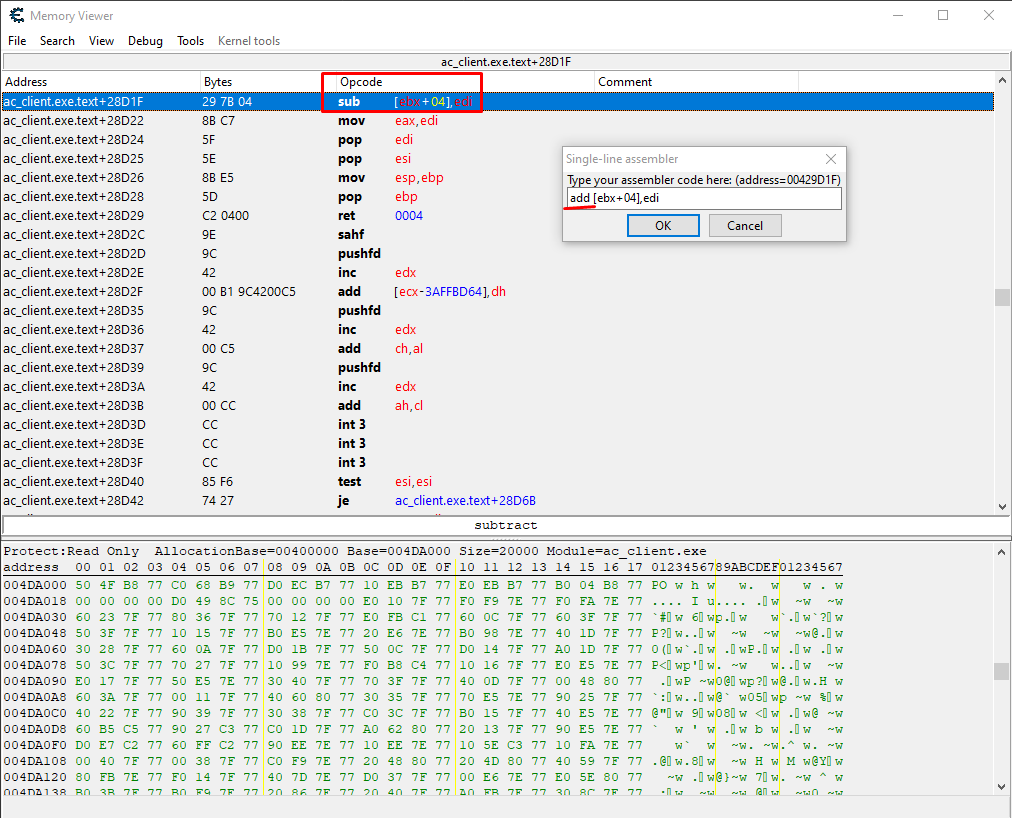 Memory Viewer
File Search View Debug Tools Kernel tools
ac_client.exe.text+28D1F
Address Bytes Opcode Comment
ac_client.exe.text+28D1F 29 7B 04 sub [ebx+04],edi
ac_client.exe.text+28D22 8B C7 mov eax,edi
ac_client.exe.text+28D24 5F pop edi
ac_client.exe.text+28D25 5E pop esi
ac_client.exe.text+28D26 8B E5 mov esp,ebp
ac_client.exe.text+28D28 5D pop ebp
ac_client.exe.text+28D29 C2 0400 ret 0004
ac_client.exe.text+28D2C 9E sahf
ac_client.exe.text+28D2D 9C pushfd
ac_client.exe.text+28D2E 42 inc edx
ac_client.exe.text+28D2F 00 B1 9C4200C5 add [ecx-3AFFBD64],dh
ac_client.exe.text+28D35 9C pushfd
ac_client.exe.text+28D36 42 inc edx
ac_client.exe.text+28D37 00 C5 add ch,al
ac_client.exe.text+28D39 9C pushfd
ac_client.exe.text+28D3A 42 inc edx
ac_client.exe.text+28D3B 00 CC add ah,cl
ac_client.exe.text+28D3D CC int 3
ac_client.exe.text+28D3E CC int 3
ac_client.exe.text+28D3F CC int 3
ac_client.exe.text+28D40 85 F6 test esi,esi
ac_client.exe.text+28D42 74 27 je ac_client.exe.text+28D6B
Single-line assembler
Type your assembler code here: (address=00429D1F)
add [ebx+04],edi
OK Cancel
subtract
Protect:Read Only AllocationBase=00400000 Base=004DA000 Size=20000 Module=ac_client.exe
address 00 01 02 03 04 05 06 07 08 09 0A 0B 0C 0D 0E 0F 10 11 12 13 14 15 16 17 0123456789ABCDEF01234567
004DA000 50 4F B8 77 C0 68 B9 77 D0 EC B7 77 10 EB B7 77 E0 EB B7 77 B0 04 B8 77
004DA018 00 00 00 00 D0 49 8C 75 00 00 00 00 E0 10 7F 77 F0 F9 7E 77 F0 FA 7E 77
004DA030 60 23 7F 77 80 36 7F 77 70 12 7F 77 E0 FB C1 77 60 0C 7F 77 60 3F 7F 77
004DA048 50 3F 7F 77 10 15 7F 77 B0 E5 7E 77 20 E6 7E 77 B0 98 7E 77 40 1D 7F 77
004DA060 30 28 7F 77 60 0A 7F 77 D0 1B 7F 77 50 0C 7F 77 D0 14 7F 77 A0 1D 7F 77
004DA078 50 3C 7F 77 70 27 7F 77 10 99 7E 77 F0 B8 C4 77 10 16 7F 77 E0 E5 7E 77
004DA090 E0 17 7F 77 50 E5 7E 77 30 40 7F 77 70 3F 7F 77 40 0D 7F 77 00 48 80 77
004DA0A8 60 3A 7F 77 00 11 7F 77 40 60 80 77 30 35 7F 77 70 E5 7E 77 90 25 7F 77
004DA0C0 40 22 7F 77 90 39 7F 77 30 38 7F 77 C0 3C 7F 77 B0 15 7F 77 40 E5 7E 77
004DA0D8 60 B5 C5 77 90 27 C3 77 C0 1D 7F 77 A0 62 80 77 20 13 7F 77 90 E5 7E 77
004DA0F0 D0 E7 C2 77 60 FF C2 77 90 EE 7E 77 10 EE 7E 77 10 5E C3 77 10 FA 7E 77
004DA108 00 40 7F 77 00 38 7F 77 C0 F9 7E 77 20 48 80 77 20 4D 80 77 40 59 7F 77
004DA120 80 FB 7E 77 F0 14 7F 77 40 7D 7E 77 D0 37 7F 77 00 E6 7E 77 E0 5E 80 77
004DA138 B0 3B 7F 77 B0 F9 7E 77 20 86 7E 77 20 40 7F 77 A0 FB 7E 77 30 8C 7E 77